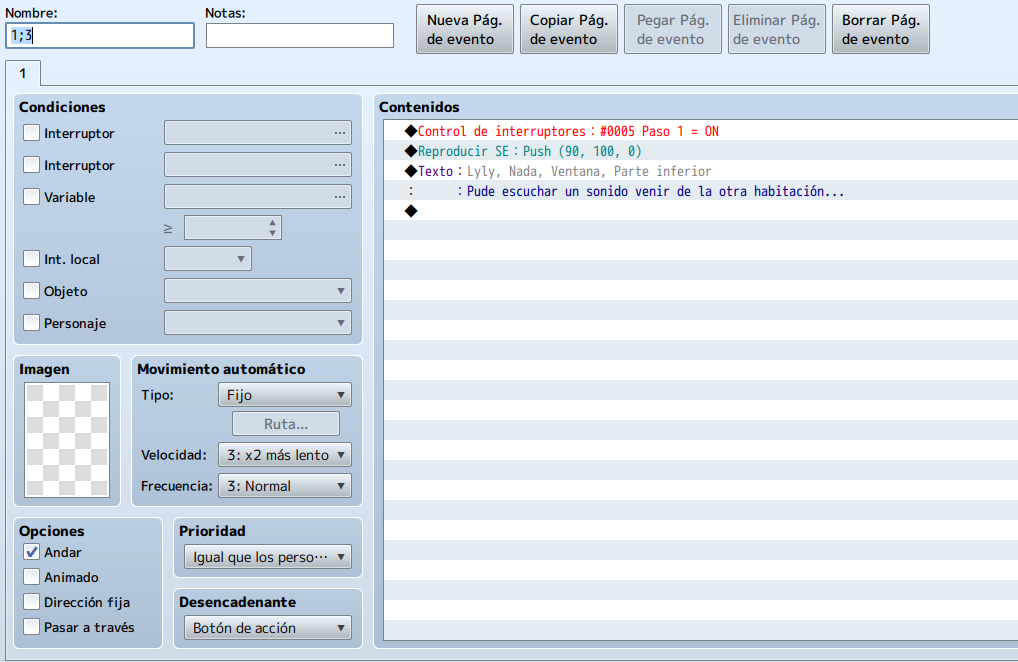 Nombre:
Notas:
1;3
Nueva Pág. de evento
Copiar Pág. de evento
Pegar Pág. de evento
Eliminar Pág. de evento
Borrar Pág. de evento
1
Condiciones
Interruptor ...
Interruptor ...
Variable ...
≥
Int. local
Objeto
Personaje
Imagen
Movimiento automático
Tipo: Fijo
Ruta...
Velocidad: 3: x2 más lento
Frecuencia: 3: Normal
Opciones
Andar
Animado
Dirección fija
Pasar a través
Prioridad
Igual que los perso···
Desencadenante
Botón de acción
Contenidos
◆Control de interruptores：#0005 Paso 1 = ON
◆Reproducir SE：Push (90, 100, 0)
◆Texto：Lyly, Nada, Ventana, Parte inferior
：　　：Pude escuchar un sonido venir de la otra habitación...
◆